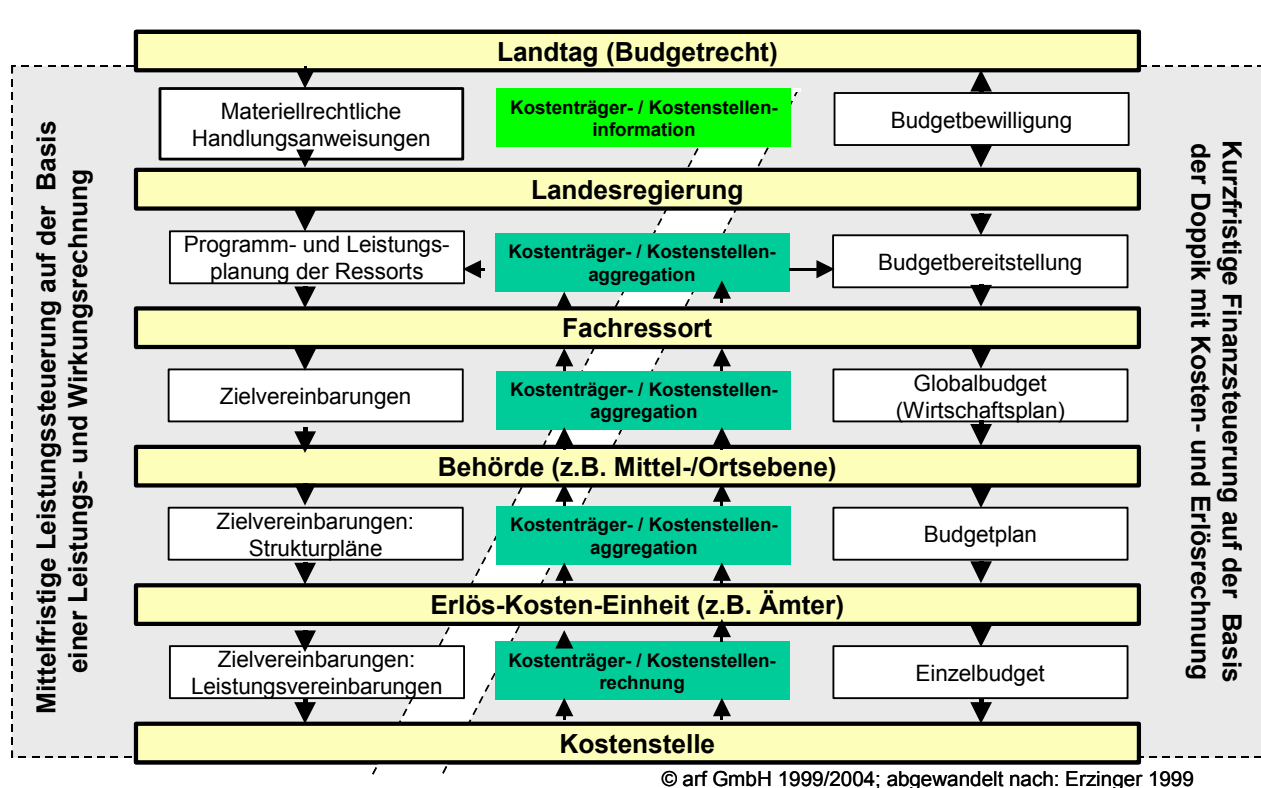 Landtag (Budgetrecht)
Mittelfristige Leistungssteuerung auf der Basis
einer Leistungs- und Wirkungsrechnung
Materiellrechtliche
Handlungsanweisungen
Kostenträger- / Kostenstellen-
information
Budgetbewilligung
Landesregierung
Programm- und Leistungs-
planung der Ressorts
Kostenträger- / Kostenstellen-
aggregation
Budgetbereitstellung
Fachressort
Zielvereinbarungen
Kostenträger- / Kostenstellen-
aggregation
Globalbudget
(Wirtschaftsplan)
Behörde (z.B. Mittel-/Ortsebene)
Zielvereinbarungen:
Strukturpläne
Kostenträger- / Kostenstellen-
aggregation
Budgetplan
Erlös-Kosten-Einheit (z.B. Ämter)
Zielvereinbarungen:
Leistungsvereinbarungen
Kostenträger- / Kostenstellen-
rechnung
Einzelbudget
Kostenstelle
Kurzfristige Finanzsteuerung auf der Basis
der Doppik mit Kosten- und Erlösrechnung
© arf GmbH 1999/2004; abgewandelt nach: Erzinger 1999